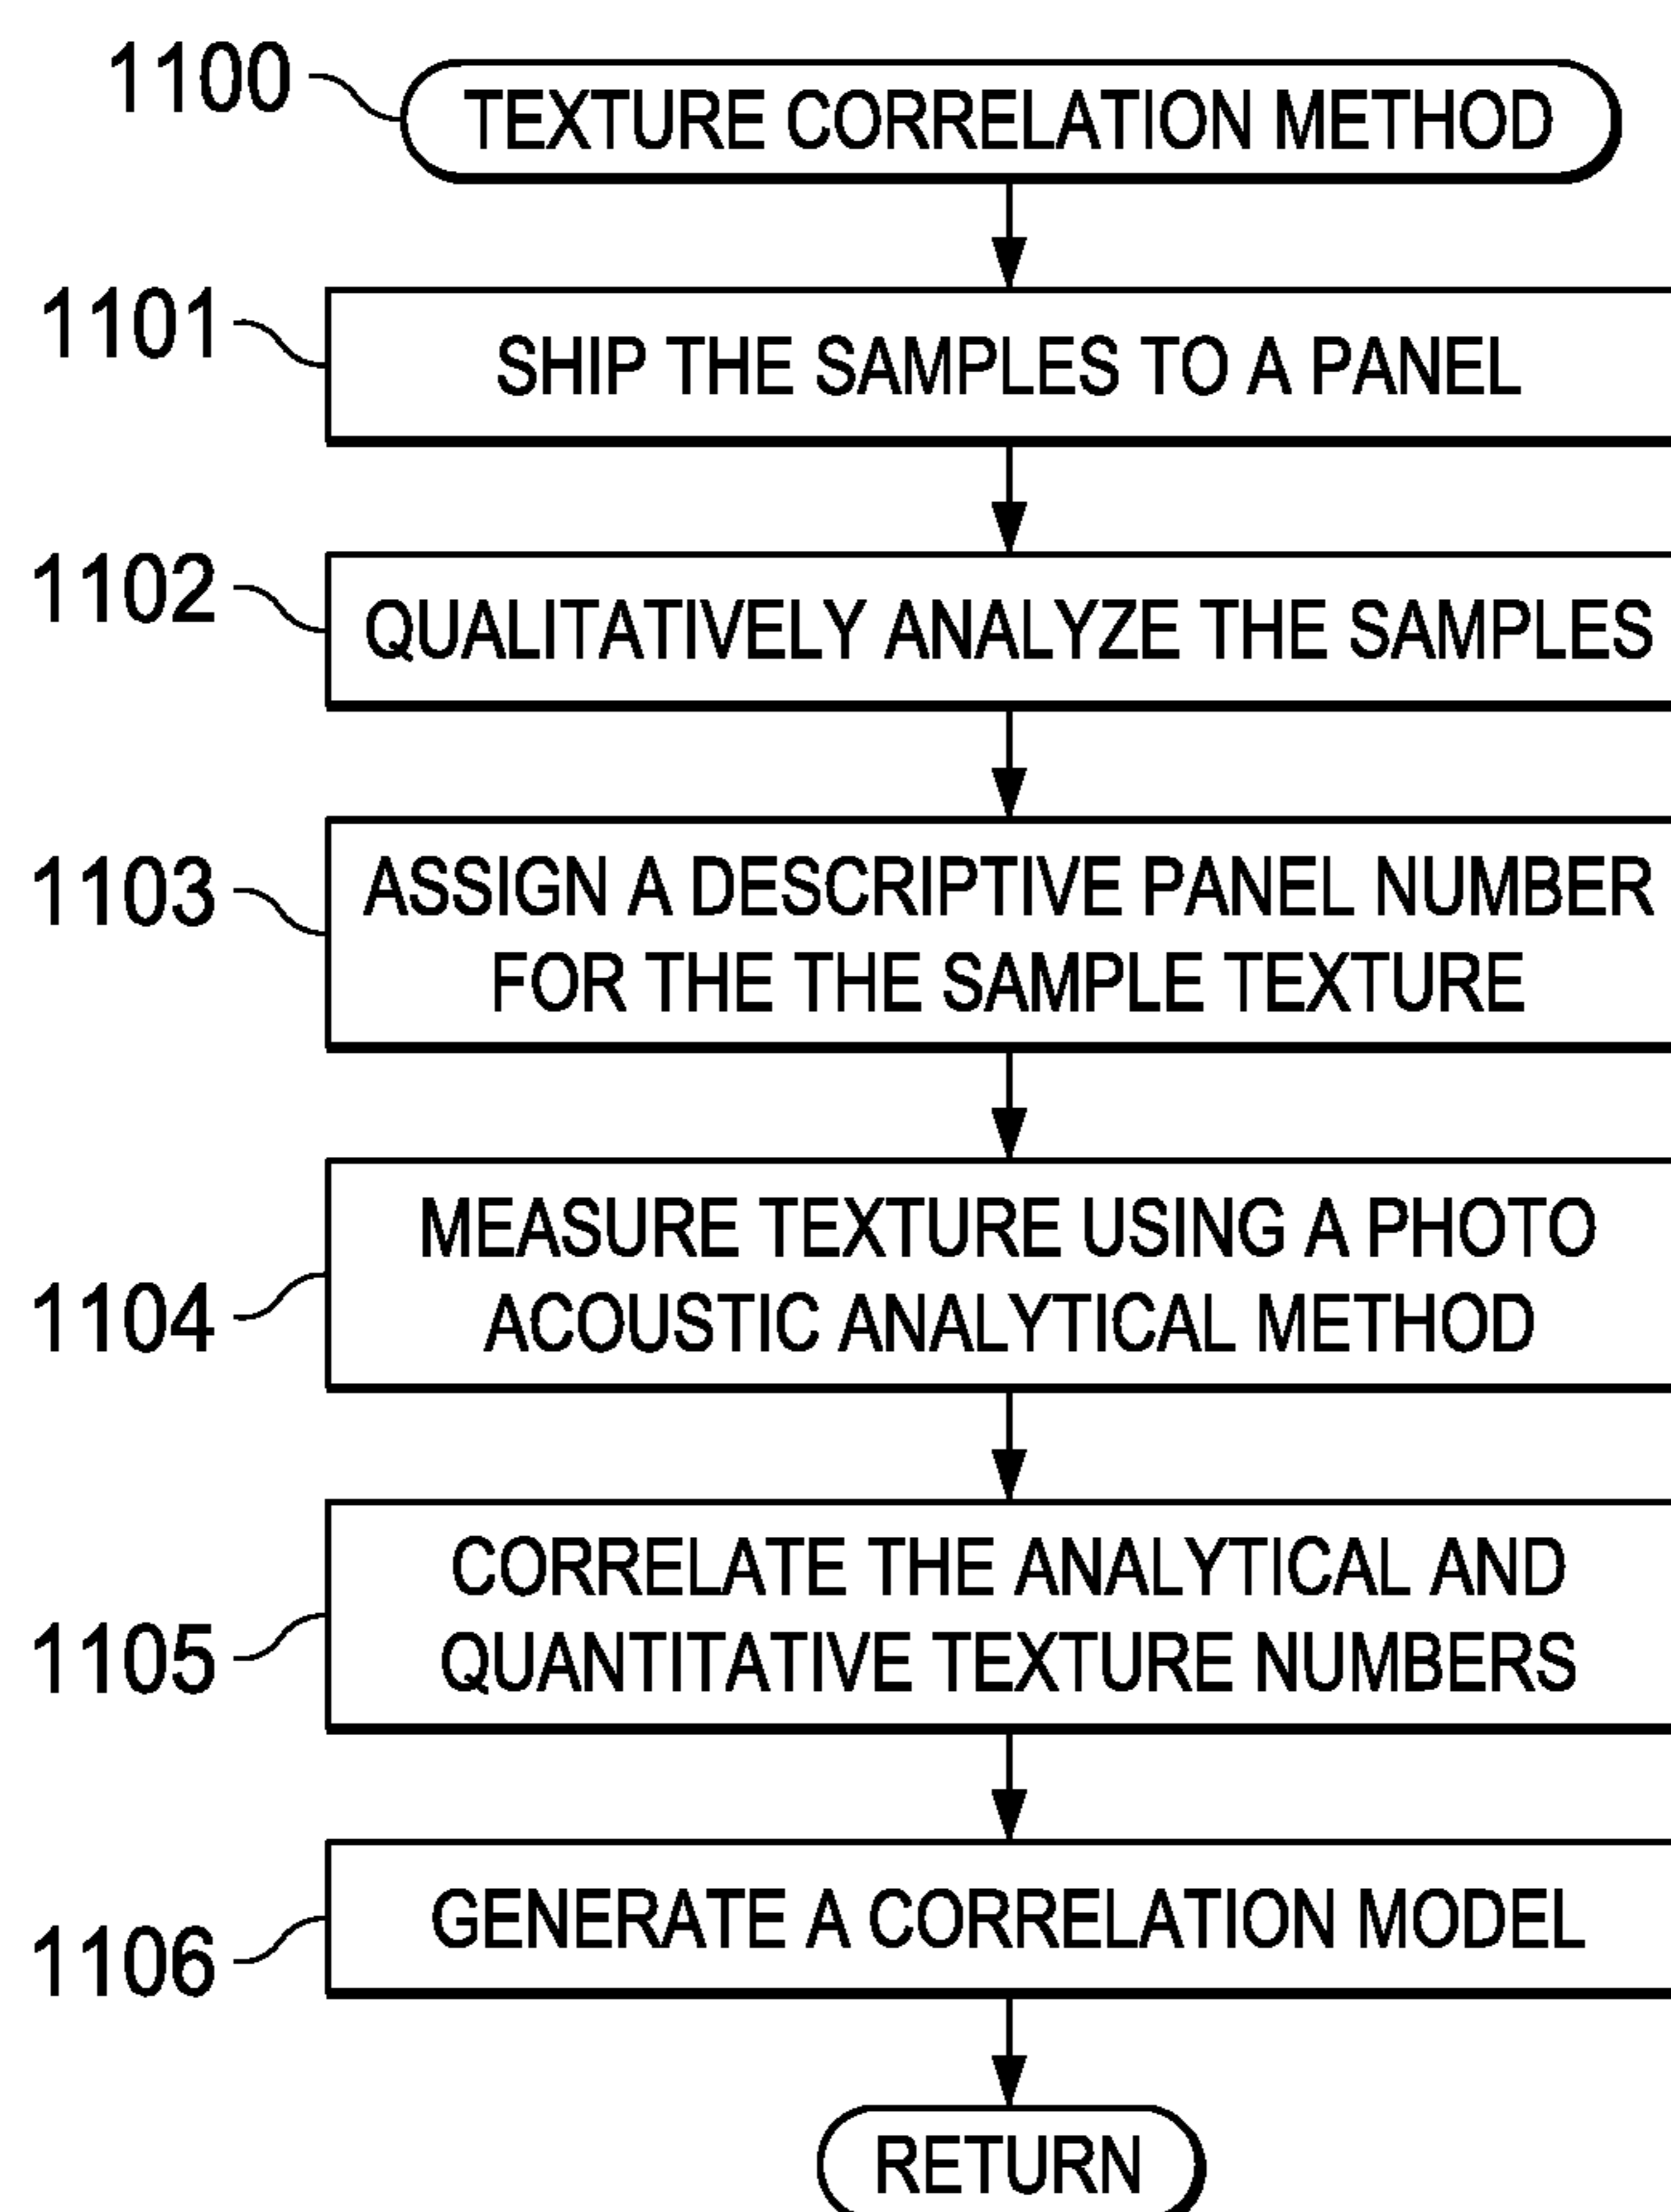 1100
TEXTURE CORRELATION METHOD
1101
SHIP THE SAMPLES TO A PANEL
1102
QUALITATIVELY ANALYZE THE SAMPLES
1103
ASSIGN A DESCRIPTIVE PANEL NUMBER
FOR THE THE SAMPLE TEXTURE
MEASURE TEXTURE USING A PHOTO
1104
ACOUSTIC ANALYTICAL METHOD
CORRELATE THE ANALYTICAL AND
1105
QUANTITATIVE TEXTURE NUMBERS
1106
GENERATE A CORRELATION MODEL
RETURN